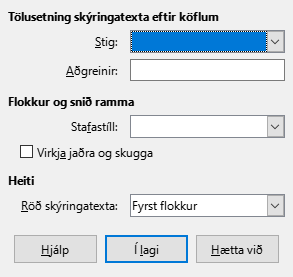 Tölusetning skýringatexta eftir köflum
Stig:
Aðgreinir:
Flokkur og snið ramma
Stafastíll:
Virkja jaðra og skugga
Heiti
Röð skýringatexta: Fyrst flokkur
Hjálp Í lagi Hætta við